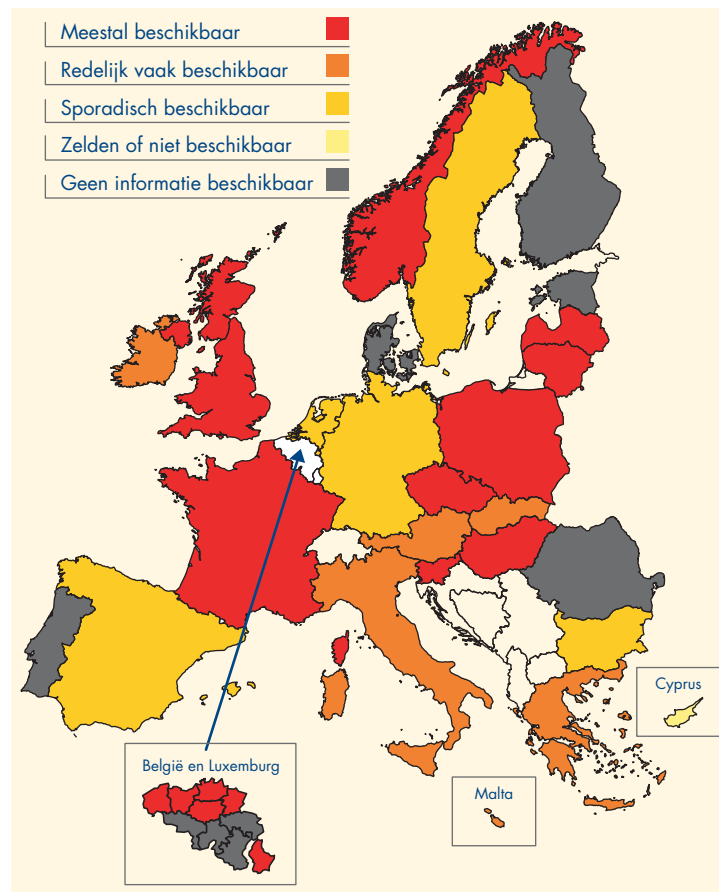 Meestal beschikbaar
Redelijk vaak beschikbaar
Sporadisch beschikbaar
Zelden of niet beschikbaar
Geen informatie beschikbaar
Cyprus
België en Luxemburg
Malta